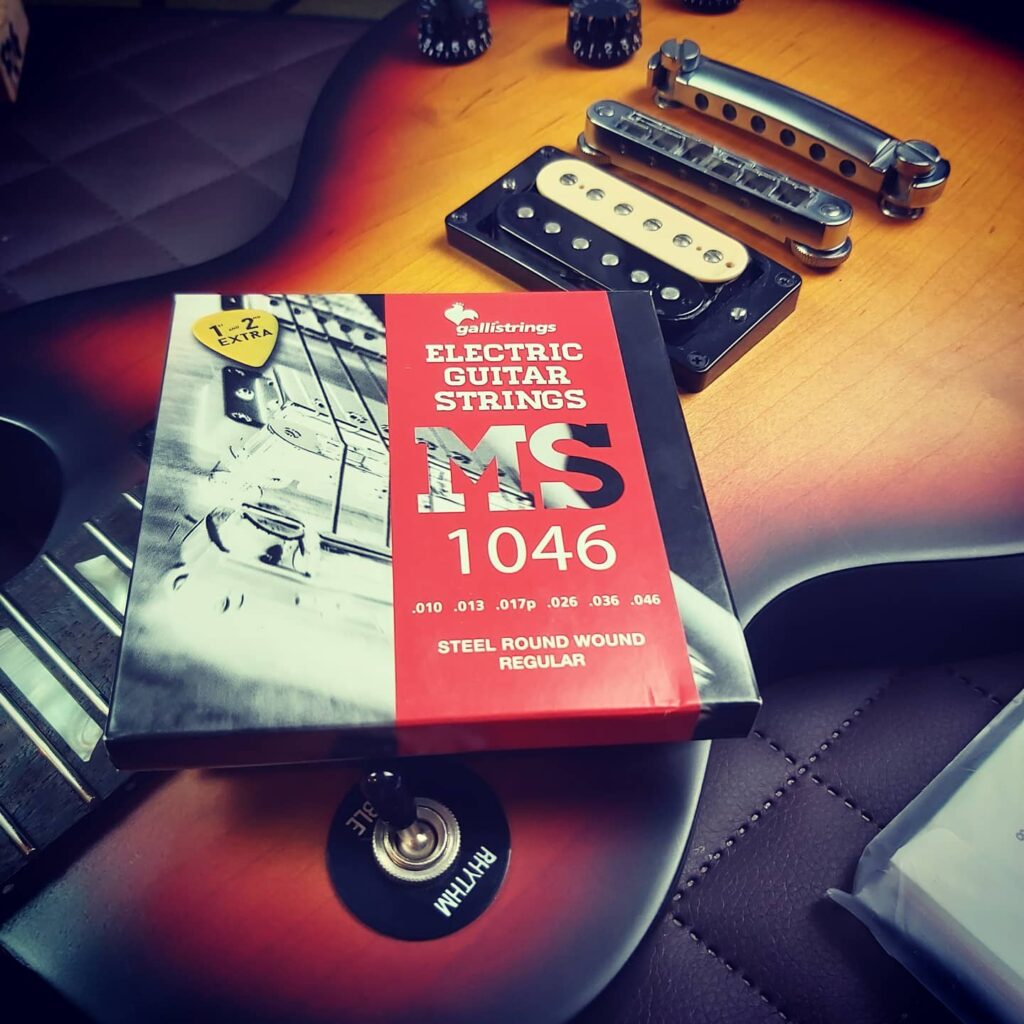 1st AND 2nd
EXTRA
gallistrings
ELECTRIC
GUITAR
STRINGS
MS
1046
.010 .013 .017p .026 .036 .046
STEEL ROUND WOUND
REGULAR
RHYTHM